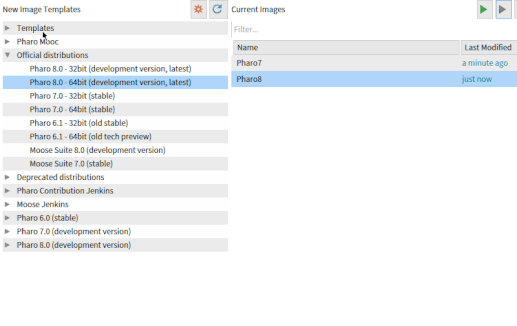 New Image Templates
Templates
Pharo Mooc
Official distributions
Pharo 8.0 - 32bit (development version, latest)
Pharo 8.0 - 64bit (development version, latest)
Pharo 7.0 - 32bit (stable)
Pharo 7.0 - 64bit (stable)
Pharo 6.1 - 32bit (old stable)
Pharo 6.1 - 64bit (old tech preview)
Moose Suite 8.0 (development version)
Moose Suite 7.0 (stable)
Deprecated distributions
Pharo Contribution Jenkins
Moose Jenkins
Pharo 6.0 (stable)
Pharo 7.0 (development version)
Pharo 8.0 (development version)
Current Images
Filter...
Name Last Modified
Pharo7 a minute ago
Pharo8 just now